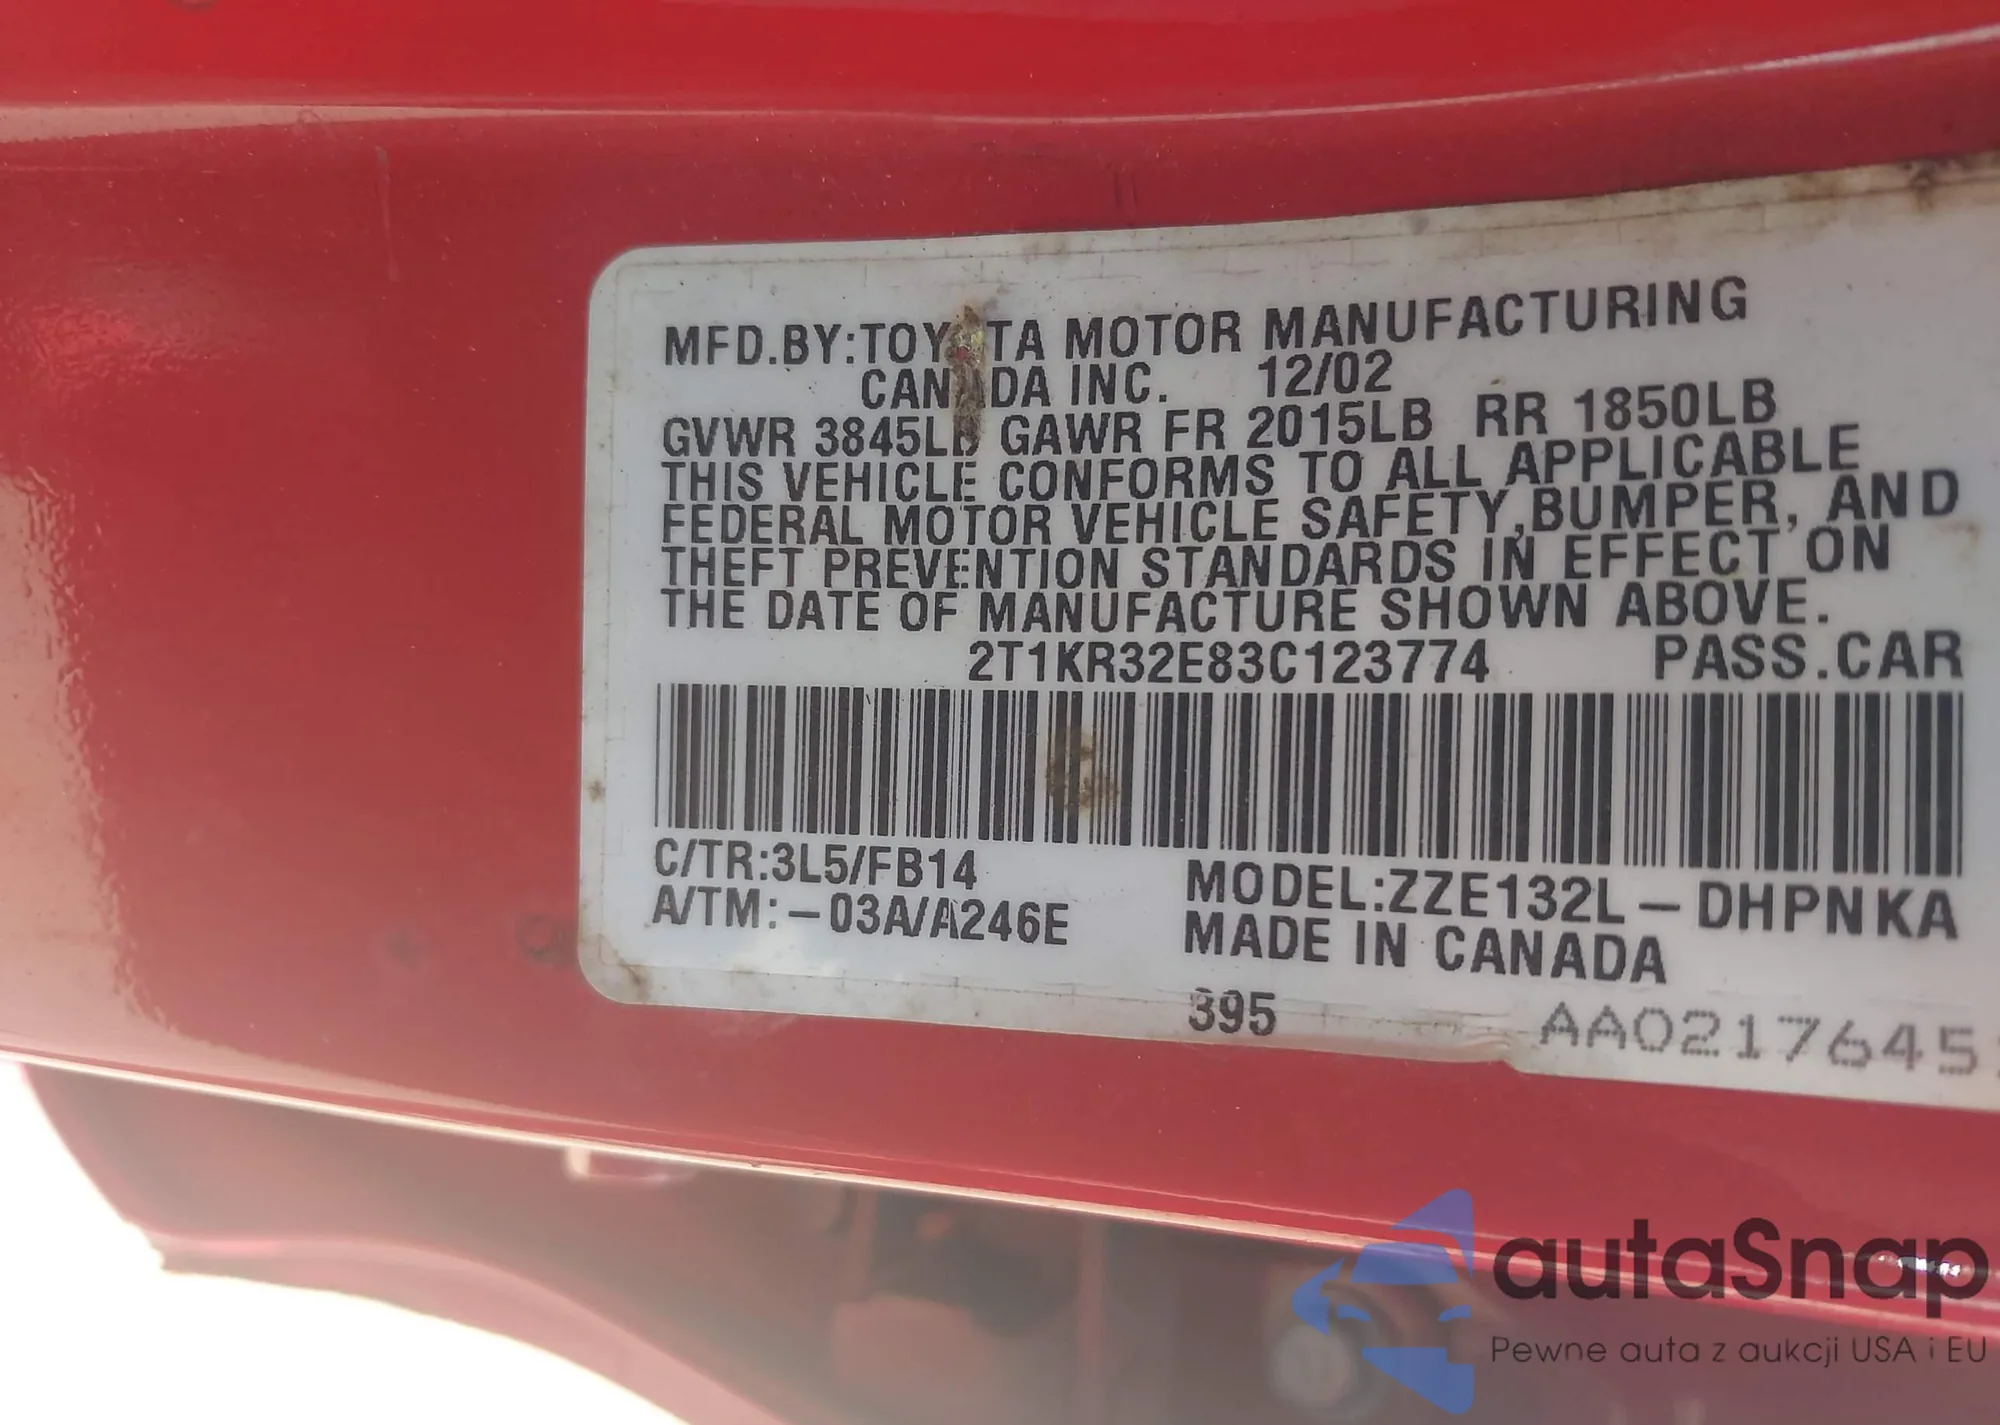 MFD.BY:TOYOTA MOTOR MANUFACTURING
CANADA INC. 12/02
GVWR 3845LB GAWR FR 2015LB RR 1850LB
THIS VEHICLE CONFORMS TO ALL APPLICABLE
FEDERAL MOTOR VEHICLE SAFETY,BUMPER, AND
THEFT PREVENTION STANDARDS IN EFFECT ON
THE DATE OF MANUFACTURE SHOWN ABOVE.
2T1KR32E83C123774 PASS.CAR
C/TR:3L5/FB14
A/TM:-03A/A246E
MODEL:ZZE132L-DHPNKA
MADE IN CANADA
395
autaSnap
Pewne auta z aukcji USA i EU